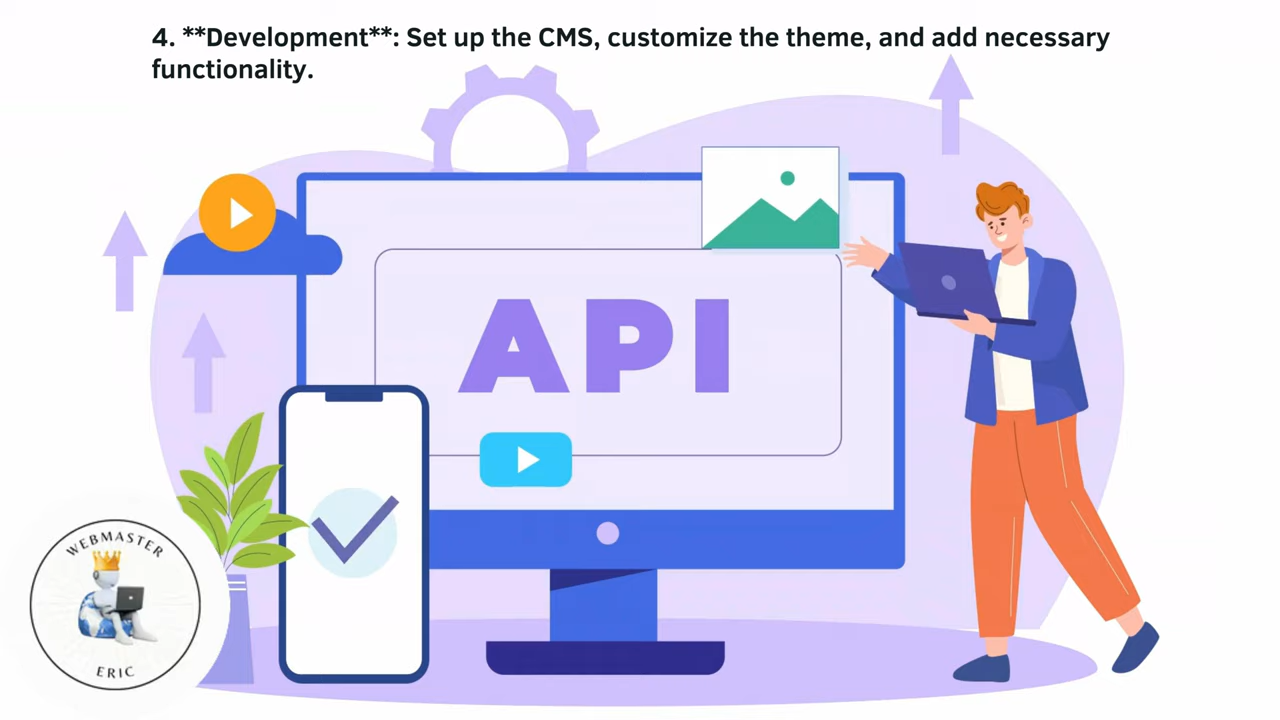 4. **Development**: Set up the CMS, customize the theme, and add necessary
functionality.
API
WEBMASTER
ERIC